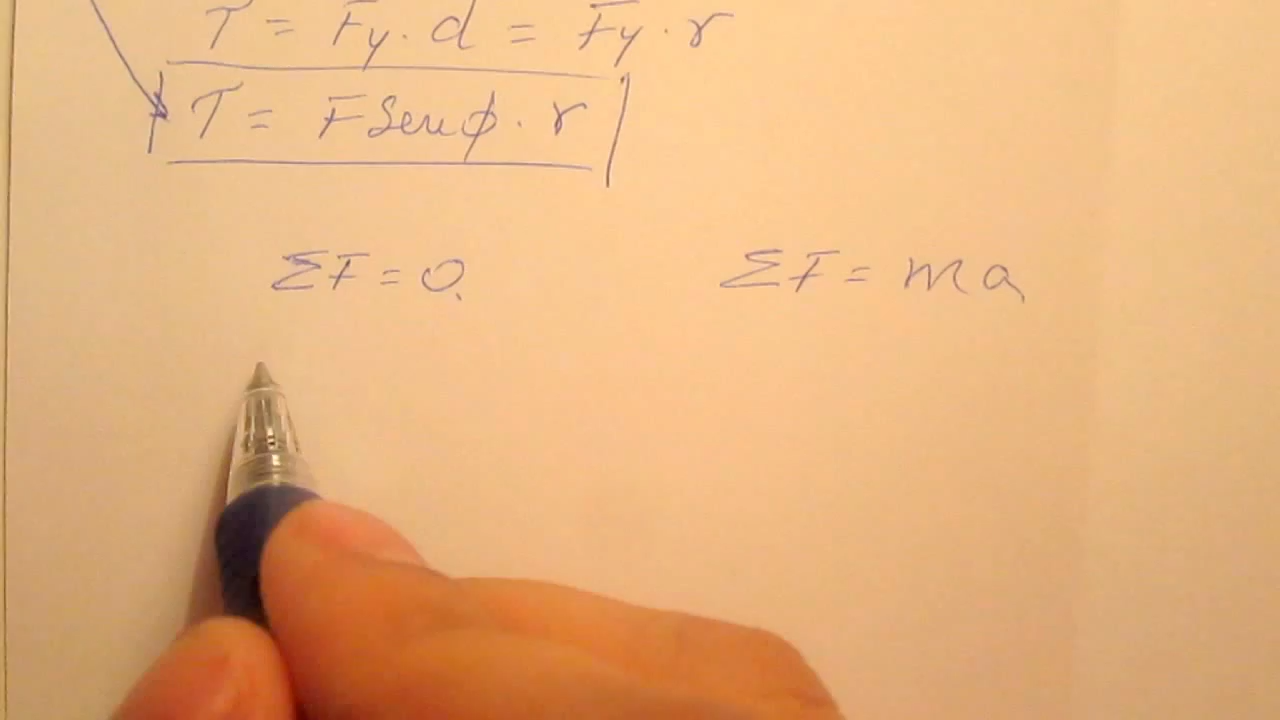 T = Fy · d = Fy · r
T = F Sen ϕ · r
ΣF = 0. ΣF = ma